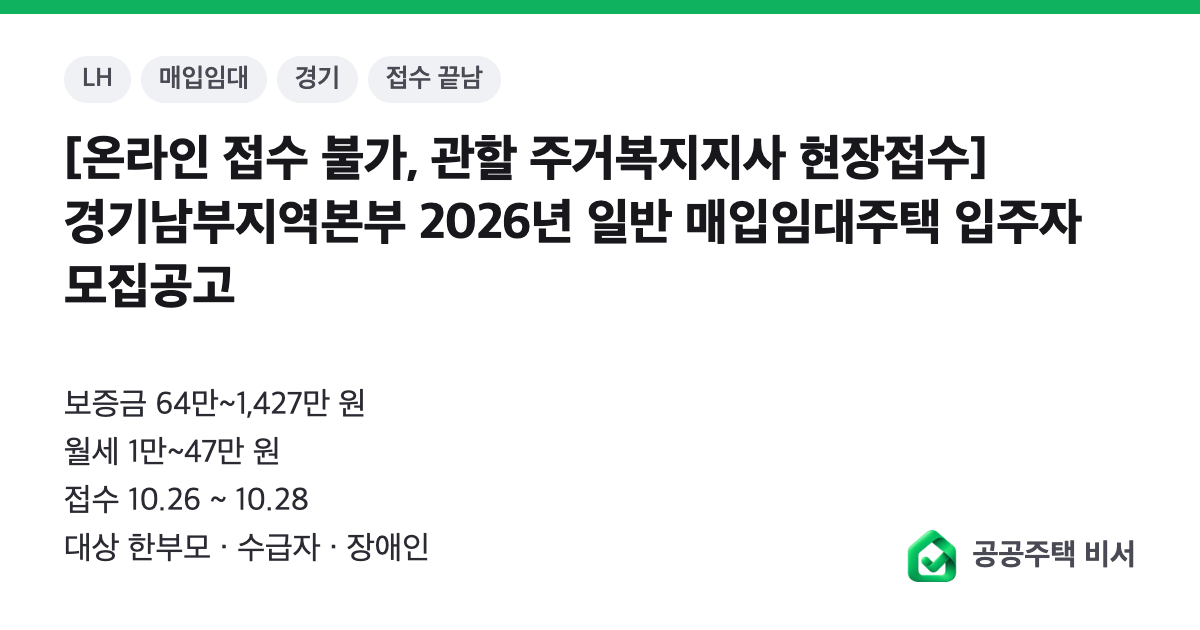 LH 매입임대 경기 접수 끝남
[온라인 접수 불가, 관할 주거복지지사 현장접수]
경기남부지역본부 2026년 일반 매입임대주택 입주자
모집공고
보증금 64만~1,427만 원
월세 1만~47만 원
접수 10.26 ~ 10.28
대상 한부모 · 수급자 · 장애인
공공주택 비서